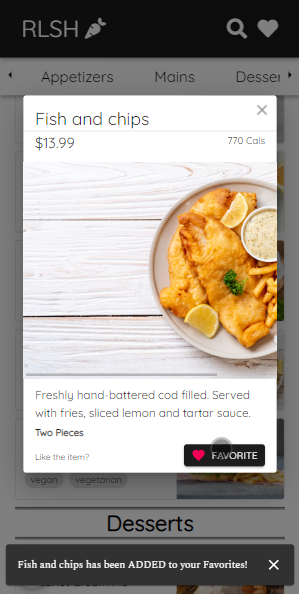 RLSH
Appetizers Mains
Fish and chips
$13.99 770 Cals
Freshly hand-battered cod filled. Served
with fries, sliced lemon and tartar sauce.
Two Pieces
Like the item? FAVORITE
vegan vegetarian
Desserts
Fish and chips has been ADDED to your Favorites!